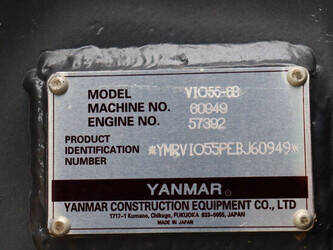 MODEL VIO55-6B
MACHINE NO. 60949
ENGINE NO. 57392
PRODUCT
IDENTIFICATION *YMRVIO55PEBJ60949*
NUMBER
YANMAR
YANMAR CONSTRUCTION EQUIPMENT CO., LTD
1717-1 Kumano, Chikugo, FUKUOKA 833-0055, JAPAN
MADE IN JAPAN